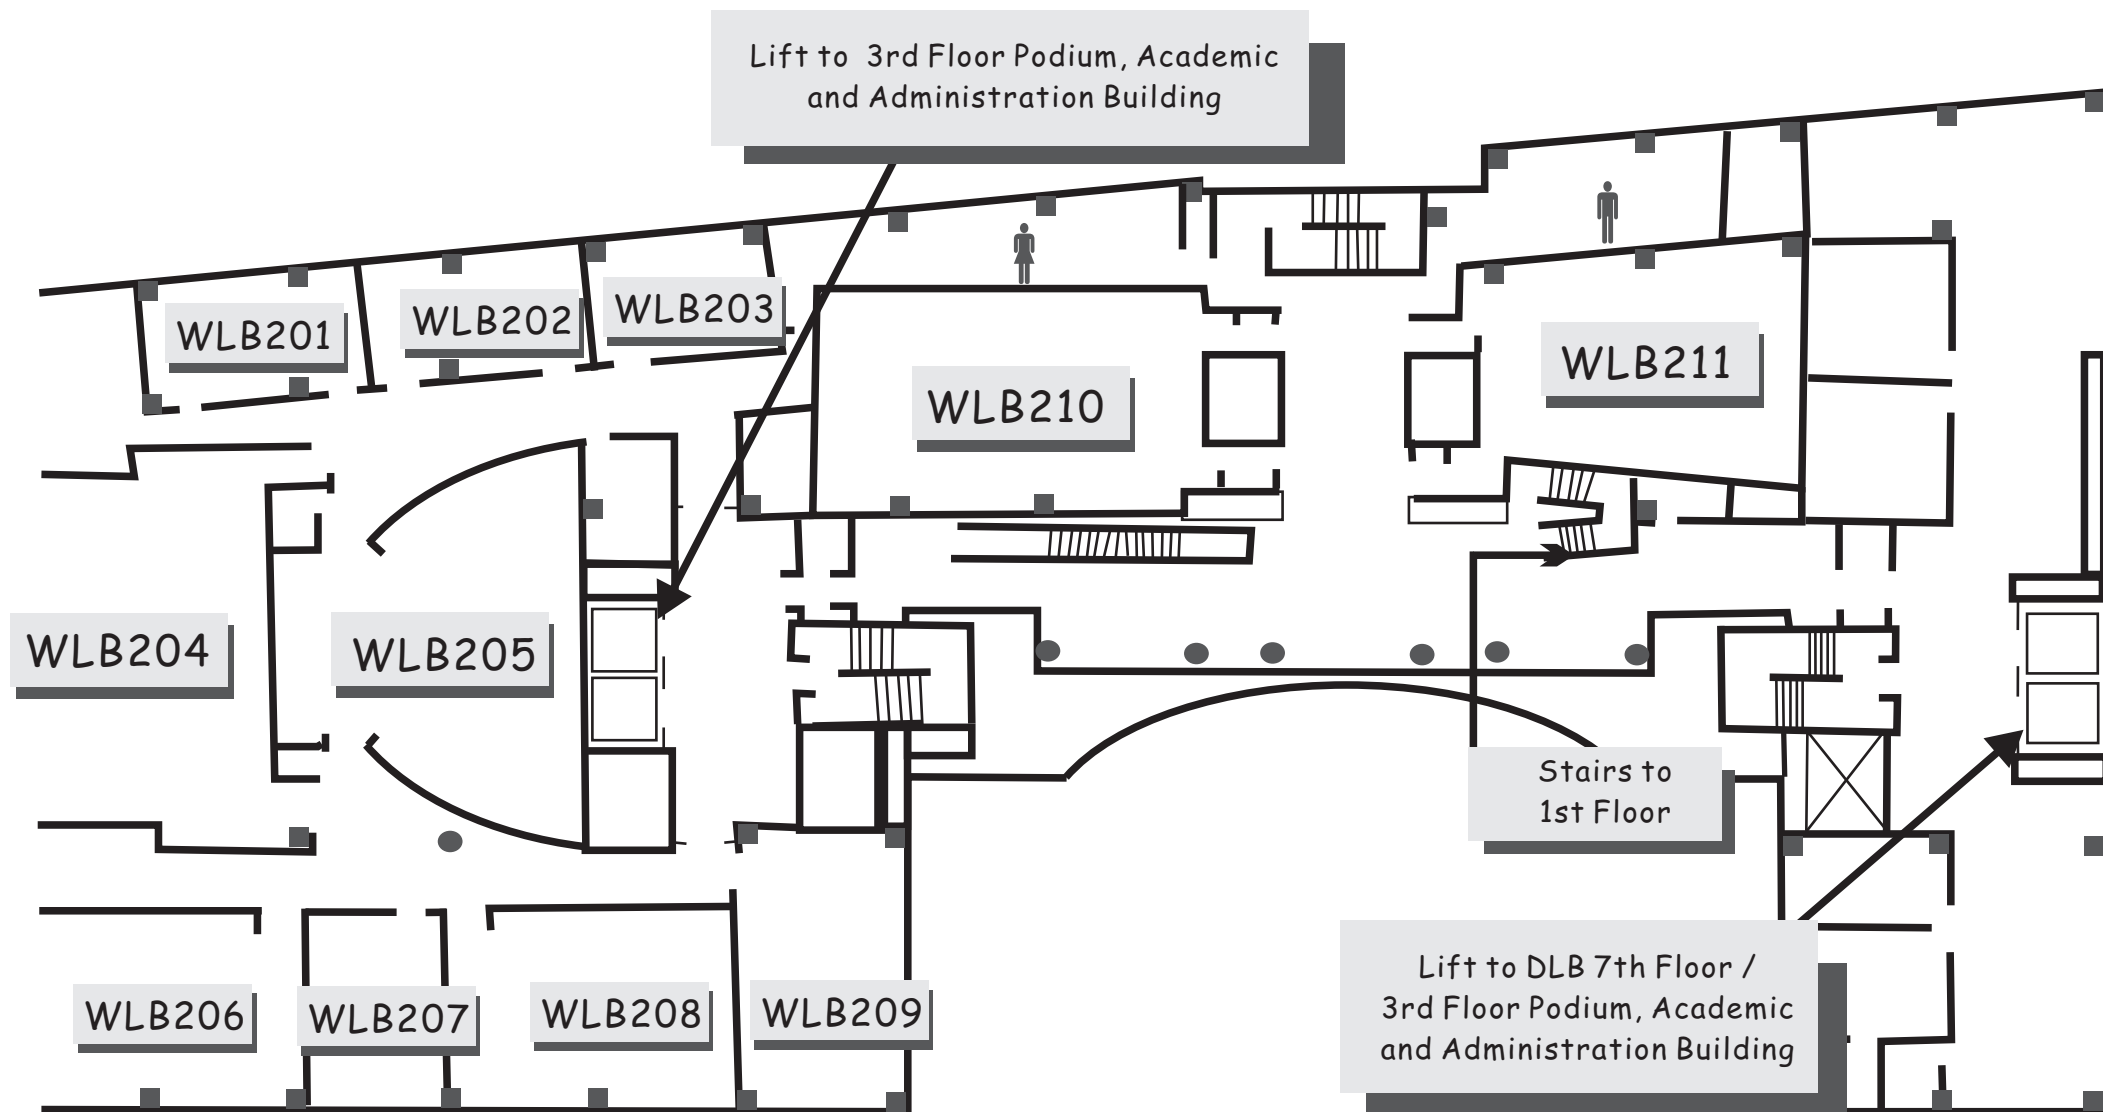 Lift to 3rd Floor Podium, Academic
and Administration Building
WLB201
WLB202
WLB203
WLB210
WLB211
WLB204
WLB205
Stairs to
1st Floor
Lift to DLB 7th Floor /
3rd Floor Podium, Academic
and Administration Building
WLB206
WLB207
WLB208
WLB209